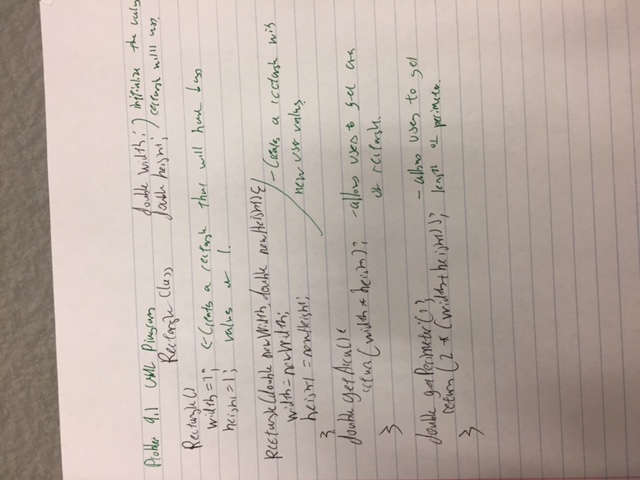 Problem 9.1 UML Diagram
Rectangle Class
double width; initialize the values
double height; rectangle will use.
Rectangle()
width=1; ←Creates a rectangle that will have base
height=1; values of 1.
Rectangle(double newWidth, double newHeight){ -Creates a rectangle with
width=newWidth; new user values
height=newHeight;
}
double getArea(){ 
return(width*height); -allows users to get area
} of rectangle.
double getPerimeter(){ -allows users to get
return(2*(width+height)); length of perimeter.
}